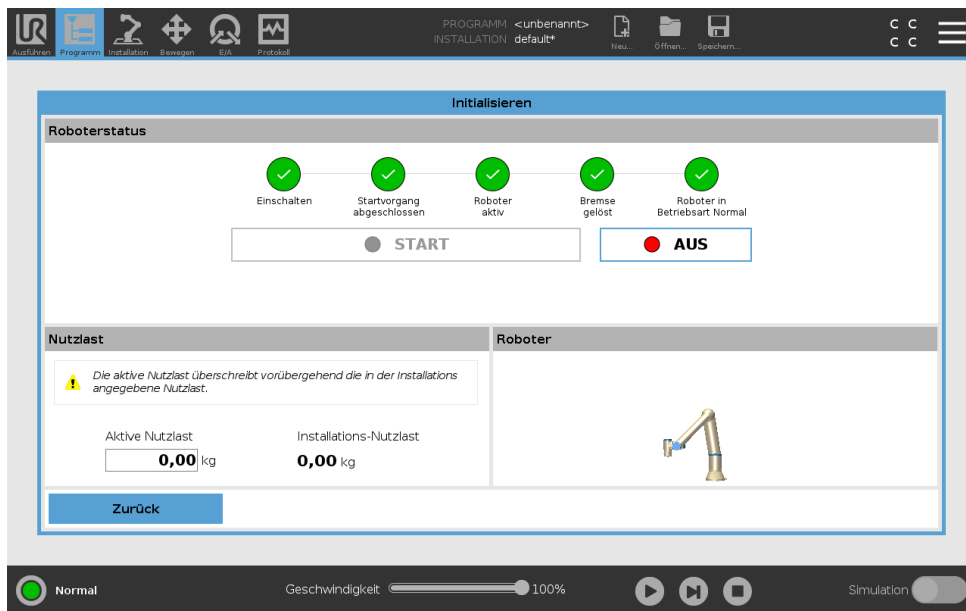 UR
PROGRAMM <unbenannt>
INSTALLATION default*
Ausführen Programm Installation Bewegen E/A Protokoll
Neu... Öffnen... Speichern...
C C
C C
Initialisieren
Roboterstatus
Einschalten
Startvorgang
abgeschlossen
Roboter
aktiv
Bremse
gelöst
Roboter in
Betriebsart Normal
START
AUS
Nutzlast
Die aktive Nutzlast überschreibt vorübergehend die in der Installations
angegebene Nutzlast.
Aktive Nutzlast
0,00 kg
Installations-Nutzlast
0,00 kg
Roboter
Zurück
Normal
Geschwindigkeit 100%
Simulation